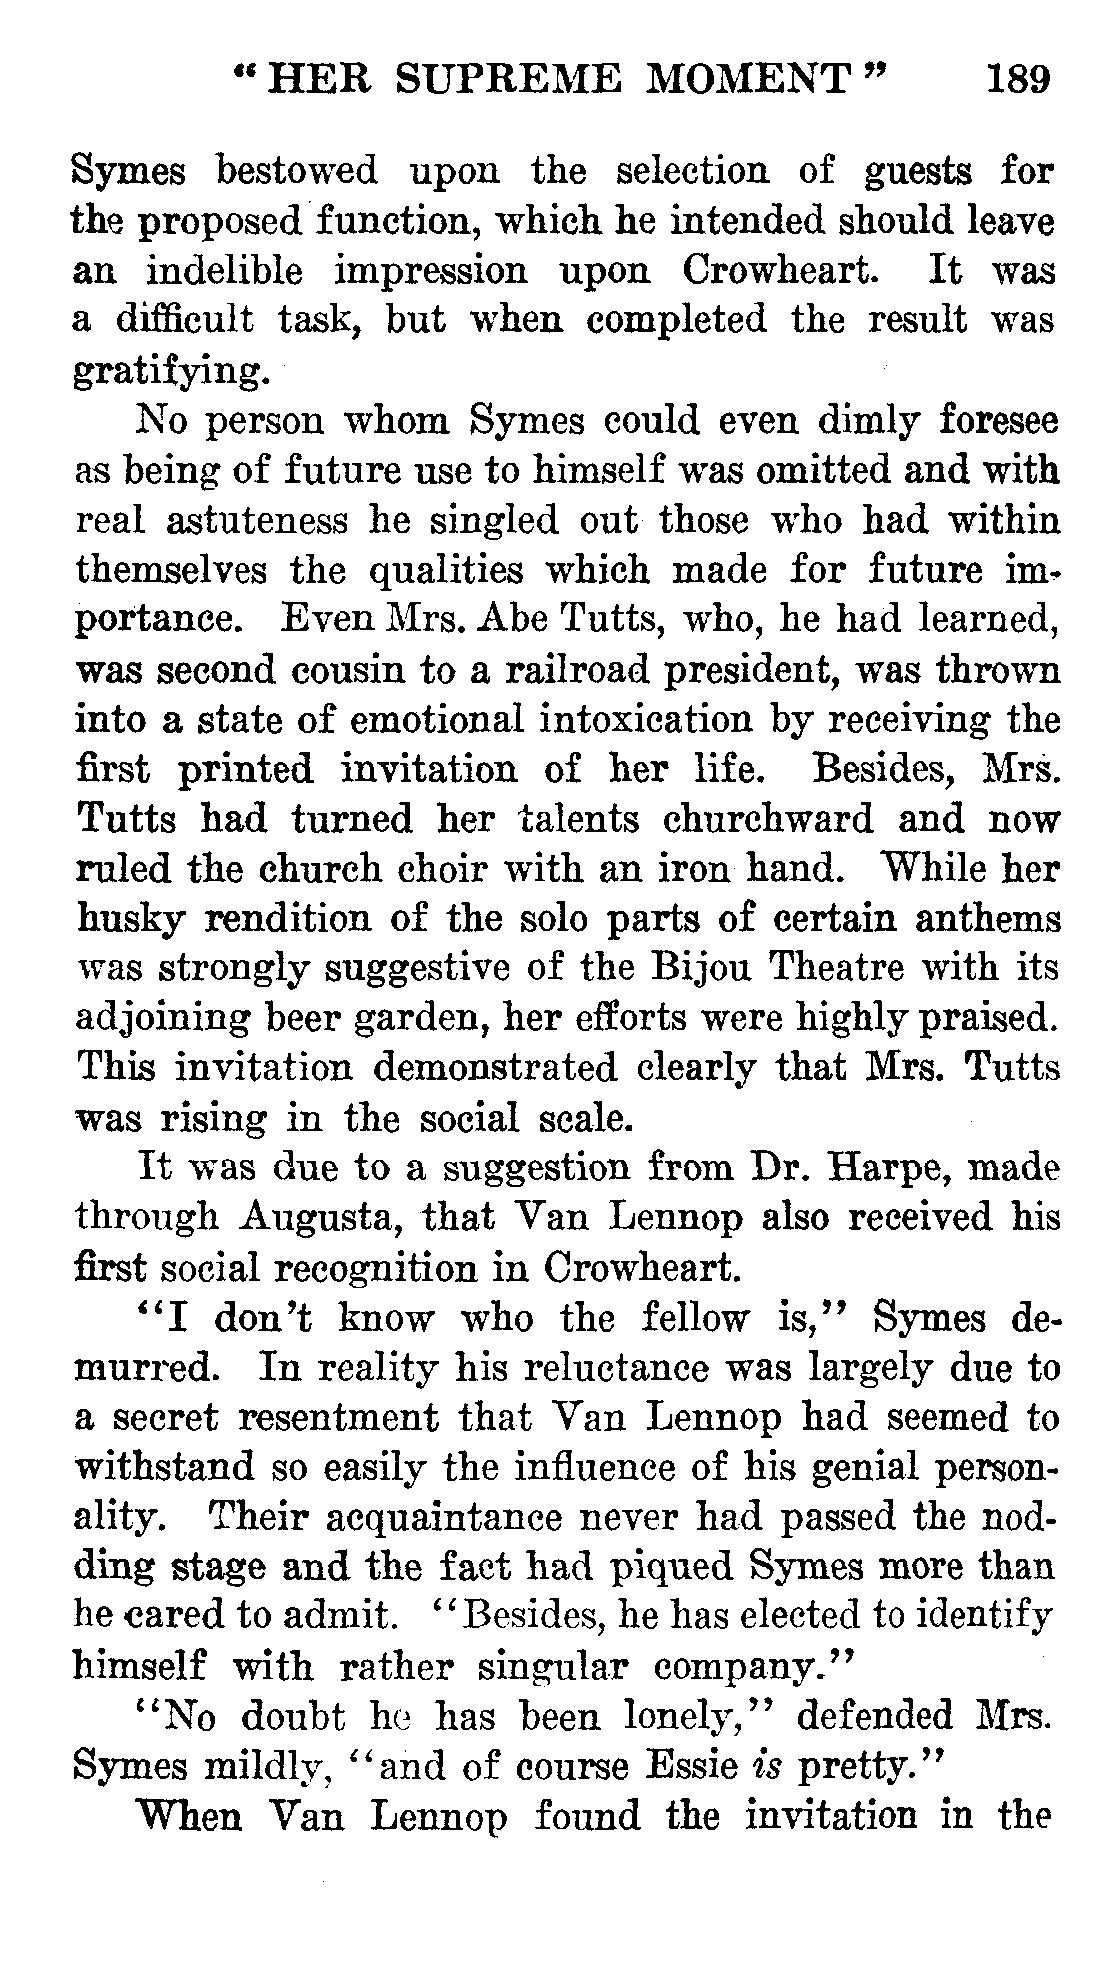 “HER SUPREME MOMENT” 189
Symes bestowed upon the selection of guests for
the proposed function, which he intended should leave
an indelible impression upon Crowheart. It was
a difficult task, but when completed the result was
gratifying.
No person whom Symes could even dimly foresee
as being of future use to himself was omitted and with
real astuteness he singled out those who had within
themselves the qualities which made for future im-
portance. Even Mrs. Abe Tutts, who, he had learned,
was second cousin to a railroad president, was thrown
into a state of emotional intoxication by receiving the
first printed invitation of her life. Besides, Mrs.
Tutts had turned her talents churchward and now
ruled the church choir with an iron hand. While her
husky rendition of the solo parts of certain anthems
was strongly suggestive of the Bijou Theatre with its
adjoining beer garden, her efforts were highly praised.
This invitation demonstrated clearly that Mrs. Tutts
was rising in the social scale.
It was due to a suggestion from Dr. Harpe, made
through Augusta, that Van Lennop also received his
first social recognition in Crowheart.
“I don’t know who the fellow is,” Symes de-
murred. In reality his reluctance was largely due to
a secret resentment that Van Lennop had seemed to
withstand so easily the influence of his genial person-
ality. Their acquaintance never had passed the nod-
ding stage and the fact had piqued Symes more than
he cared to admit. “Besides, he has elected to identify
himself with rather singular company.”
“No doubt he has been lonely,” defended Mrs.
Symes mildly, “and of course Essie is pretty.”
When Van Lennop found the invitation in the